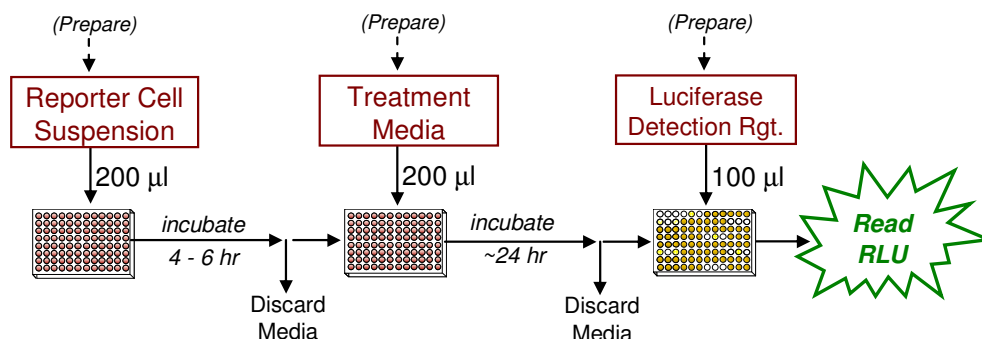 (Prepare)
(Prepare)
(Prepare)
Reporter Cell
Suspension
Treatment
Media
Luciferase
Detection Rgt.
200 µl
200 µl
100 µl
incubate
4 - 6 hr
incubate
~24 hr
Read
RLU
Discard
Media
Discard
Media